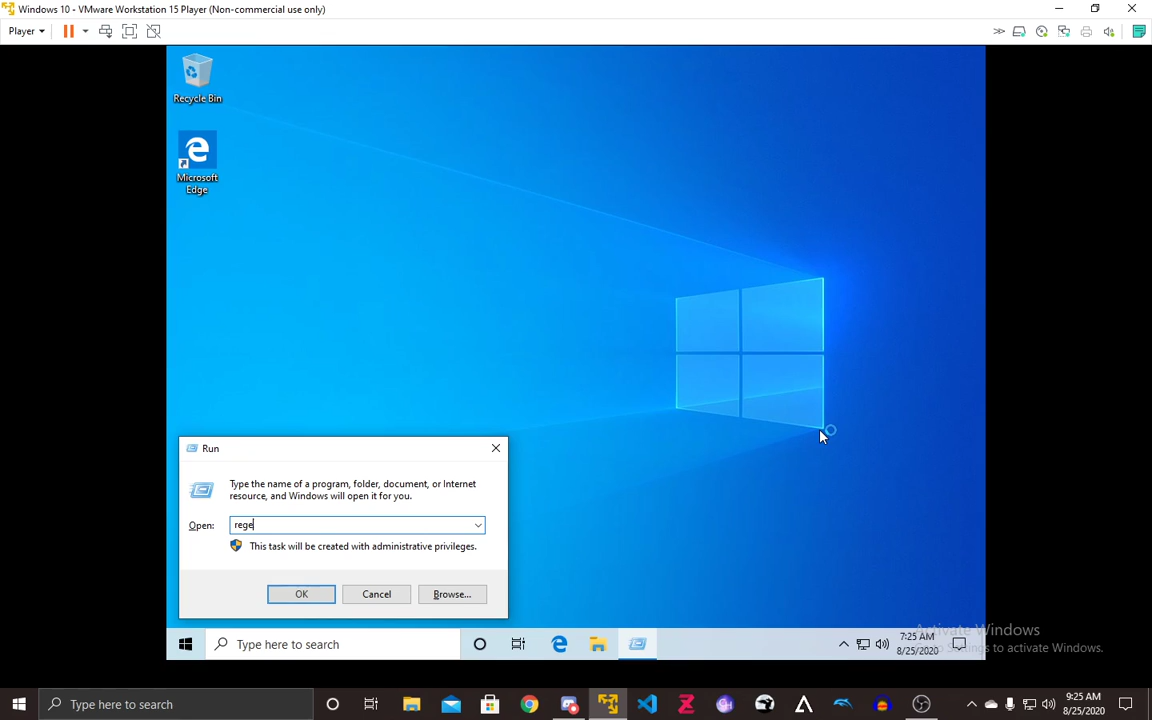 Windows 10 - VMware Workstation 15 Player (Non-commercial use only)
Player
Recycle Bin
Microsoft
Edge
Run
Type the name of a program, folder, document, or Internet
resource, and Windows will open it for you.
Open:
rege
This task will be created with administrative privileges.
OK
Cancel
Browse...
Activate Windows
Settings to activate Windows.
Type here to search
7:25 AM
8/25/2020
Type here to search
9:25 AM
8/25/2020